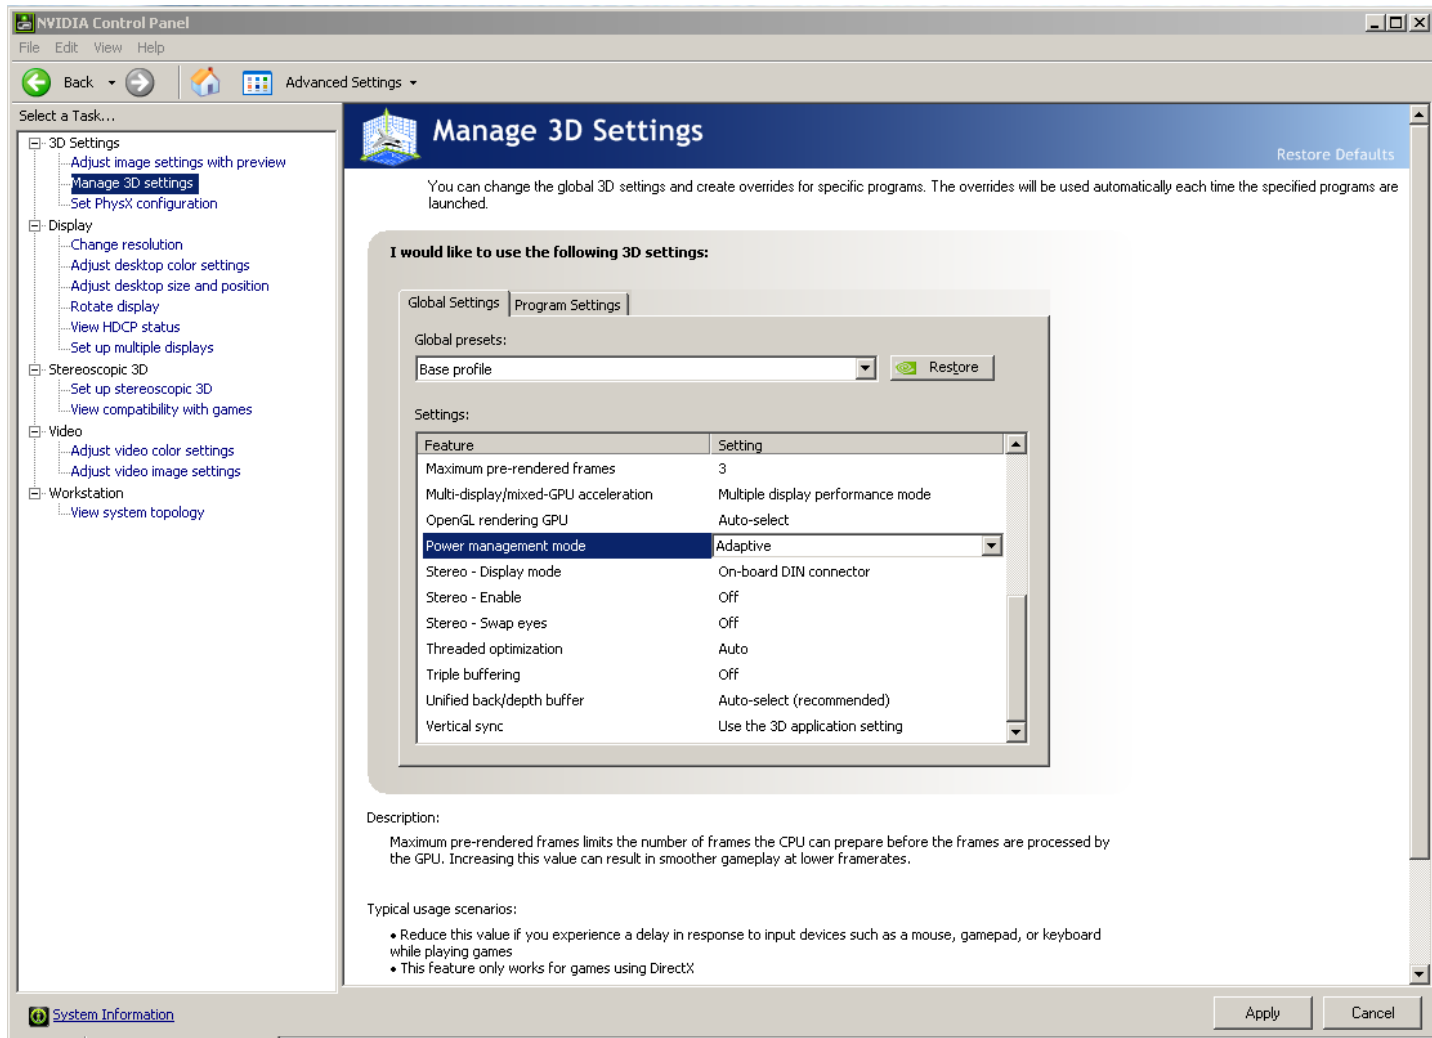 NVIDIA Control Panel
File Edit View Help
Back Advanced Settings
Select a Task...
3D Settings
Adjust image settings with preview
Manage 3D settings
Set PhysX configuration
Display
Change resolution
Adjust desktop color settings
Adjust desktop size and position
Rotate display
View HDCP status
Set up multiple displays
Stereoscopic 3D
Set up stereoscopic 3D
View compatibility with games
Video
Adjust video color settings
Adjust video image settings
Workstation
View system topology
Manage 3D Settings
Restore Defaults
You can change the global 3D settings and create overrides for specific programs. The overrides will be used automatically each time the specified programs are
launched.
I would like to use the following 3D settings:
Global Settings Program Settings
Global presets:
Base profile Restore
Settings:
Feature Setting
Maximum pre-rendered frames 3
Multi-display/mixed-GPU acceleration Multiple display performance mode
OpenGL rendering GPU Auto-select
Power management mode Adaptive
Stereo - Display mode On-board DIN connector
Stereo - Enable Off
Stereo - Swap eyes Off
Threaded optimization Auto
Triple buffering Off
Unified back/depth buffer Auto-select (recommended)
Vertical sync Use the 3D application setting
Description:
Maximum pre-rendered frames limits the number of frames the CPU can prepare before the frames are processed by
the GPU. Increasing this value can result in smoother gameplay at lower framerates.
Typical usage scenarios:
• Reduce this value if you experience a delay in response to input devices such as a mouse, gamepad, or keyboard
while playing games
• This feature only works for games using DirectX
System Information
Apply Cancel